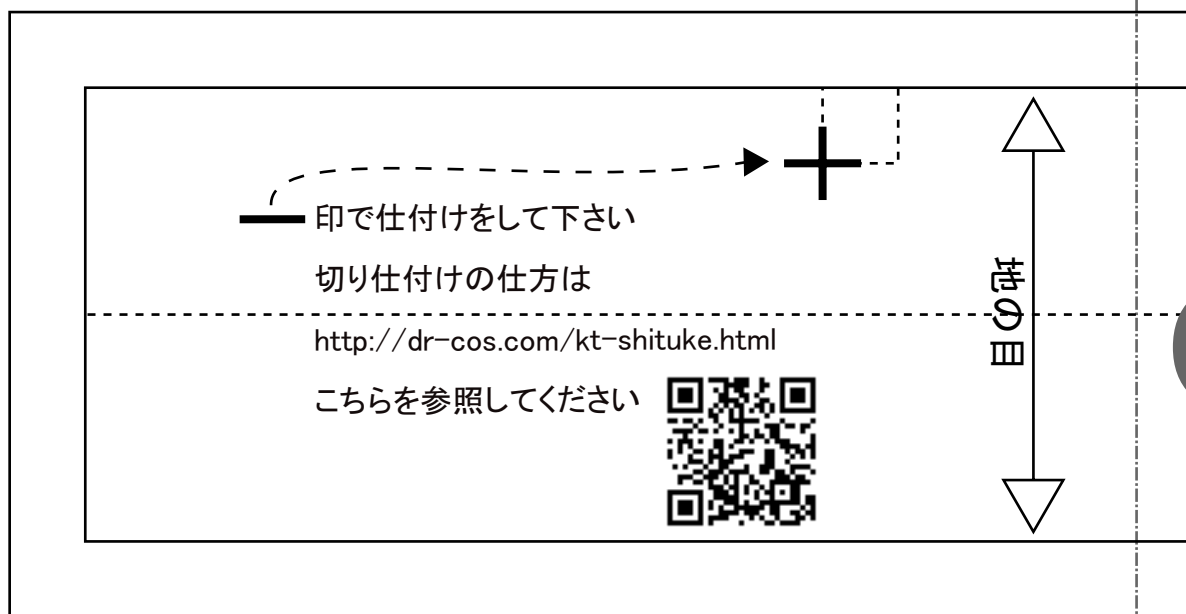 印で仕付けをして下さい
切り仕付けの仕方は
http://dr-cos.com/kt-shituke.html
こちらを参照してください
地の目